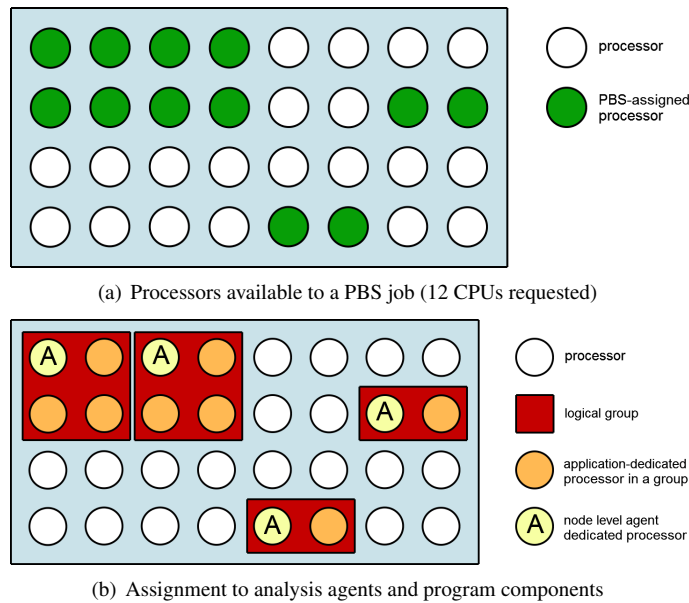 processor
PBS-assigned
processor
(a) Processors available to a PBS job (12 CPUs requested)
A A
processor
A
logical group
application-dedicated
processor in a group
A
A
node level agent
dedicated processor
(b) Assignment to analysis agents and program components